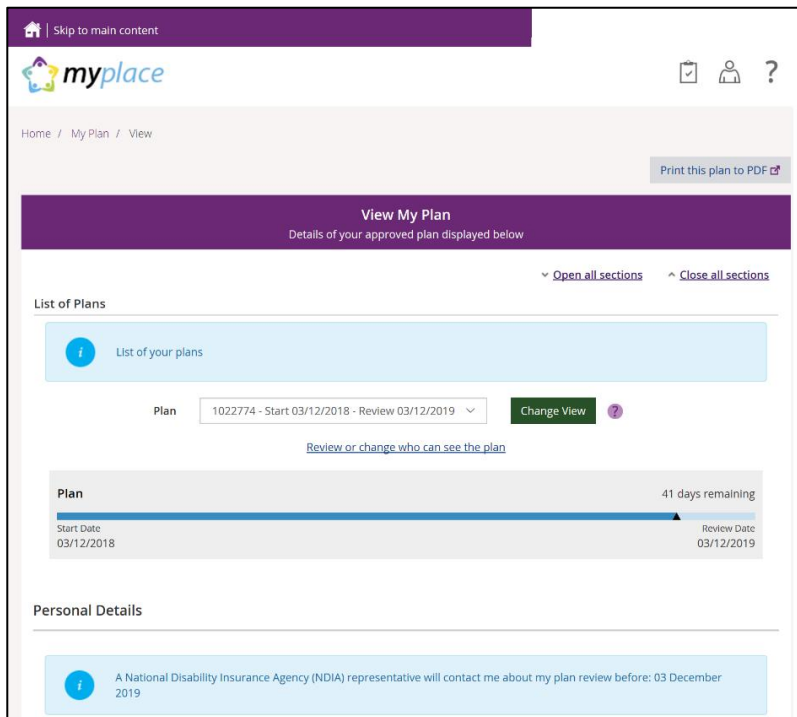 Skip to main content
myplace
?
Home / My Plan / View
Print this plan to PDF
View My Plan
Details of your approved plan displayed below
Open all sections Close all sections
List of Plans
i List of your plans
Plan 1022774 - Start 03/12/2018 - Review 03/12/2019 Change View ?
Review or change who can see the plan
Plan 41 days remaining
Start Date Review Date
03/12/2018 03/12/2019
Personal Details
i A National Disability Insurance Agency (NDIA) representative will contact me about my plan review before: 03 December
2019